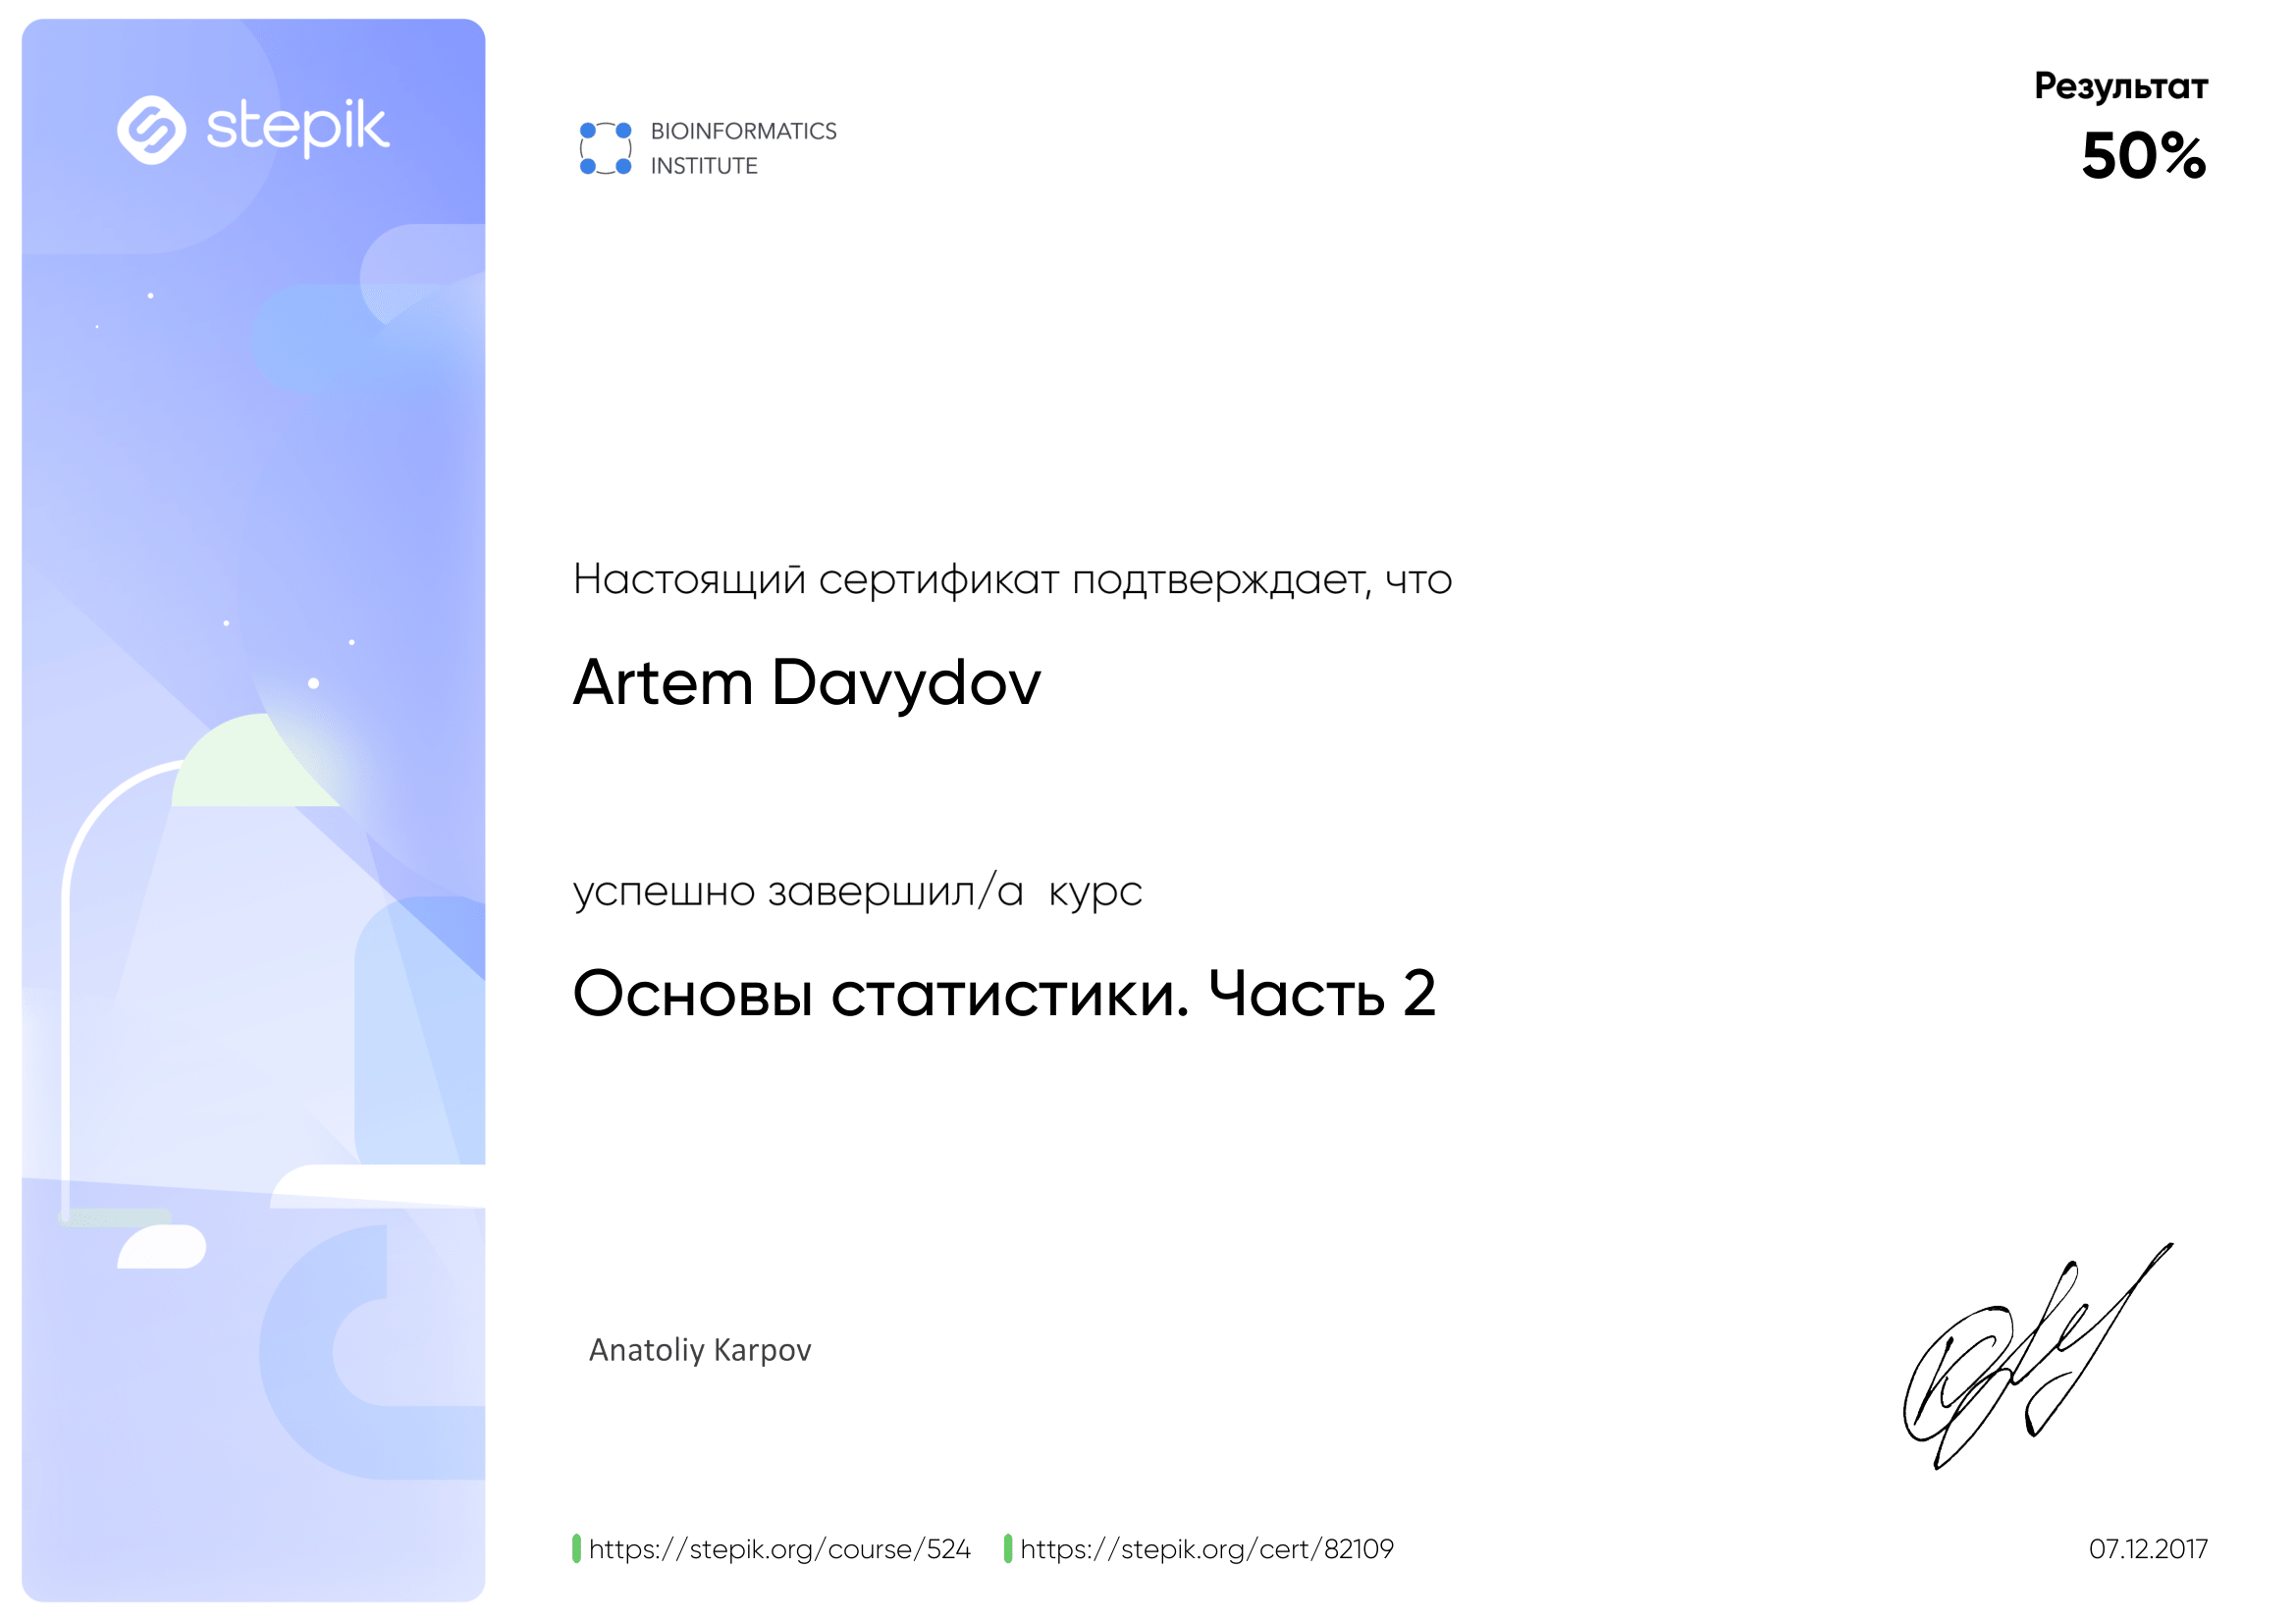 stepik
BIOINFORMATICS
INSTITUTE
Результат
50%
Настоящий сертификат подтверждает, что
Artem Davydov
успешно завершил/а курс
Основы статистики. Часть 2
Anatoliy Karpov
https://stepik.org/course/524
https://stepik.org/cert/82109
07.12.2017